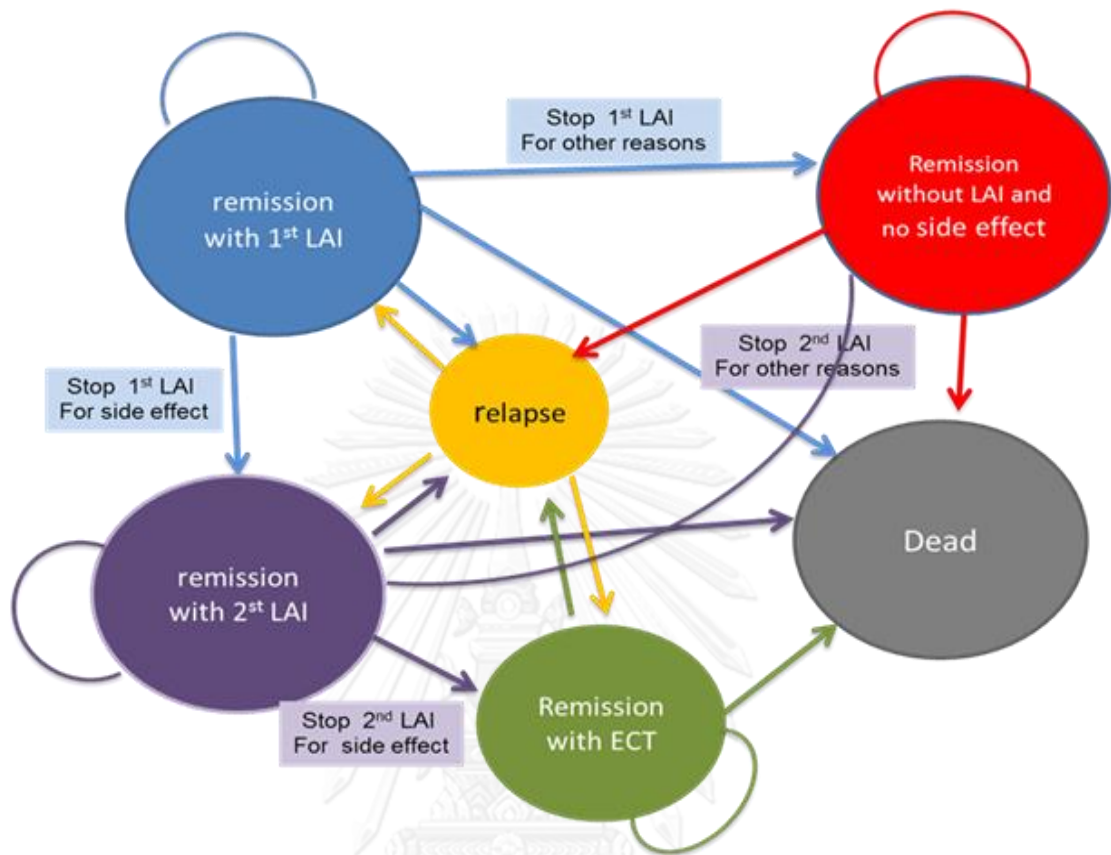 Stop 1st LAI
For other reasons
remission
with 1st LAI
Remission
without LAI and
no side effect
Stop 2nd LAI
For other reasons
Stop 1st LAI
For side effect
relapse
Dead
remission
with 2st LAI
Stop 2nd LAI
For side effect
Remission
with ECT